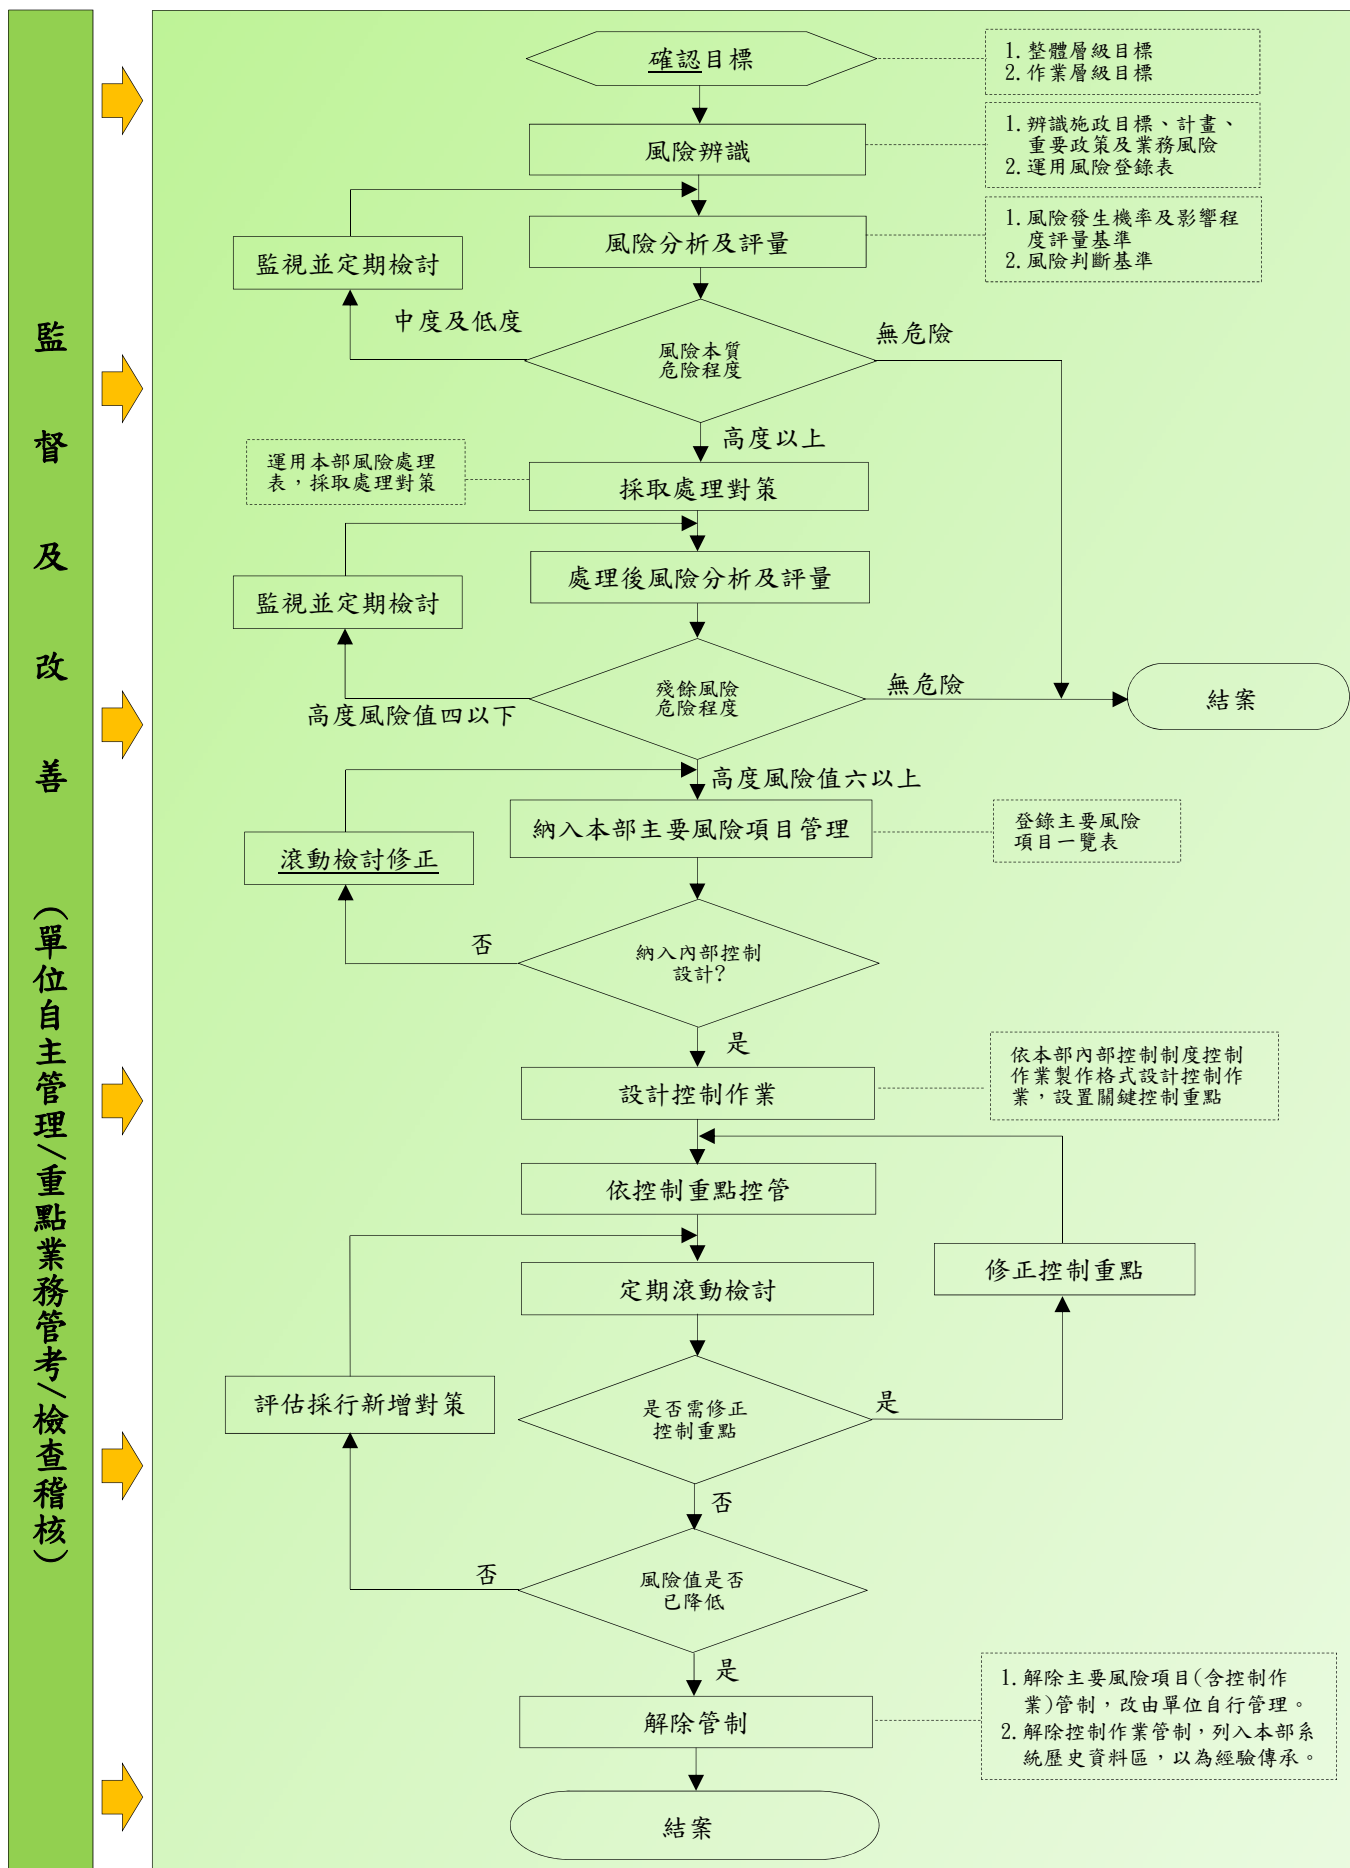 監督及改善(單位自主管理/重點業務管考/檢查稽核)
確認目標
1. 整體層級目標
2. 作業層級目標
風險辨識
1. 辨識施政目標、計畫、
重要政策及業務風險
2. 運用風險登錄表
風險分析及評量
1. 風險發生機率及影響程
度評量基準
2. 風險判斷基準
監視並定期檢討
中度及低度
風險本質
危險程度
無危險
高度以上
運用本部風險處理
表，採取處理對策
採取處理對策
處理後風險分析及評量
監視並定期檢討
高度風險值四以下
殘餘風險
危險程度
無危險
結案
高度風險值六以上
納入本部主要風險項目管理
登錄主要風險
項目一覽表
滾動檢討修正
否
納入內部控制
設計?
是
設計控制作業
依本部內部控制制度控制
作業製作格式設計控制作
業，設置關鍵控制重點
依控制重點控管
定期滾動檢討
修正控制重點
評估採行新增對策
是否需修正
控制重點
是
否
風險值是否
已降低
否
是
解除管制
1. 解除主要風險項目(含控制作
業)管制，改由單位自行管理。
2. 解除控制作業管制，列入本部系
統歷史資料區，以為經驗傳承。
結案